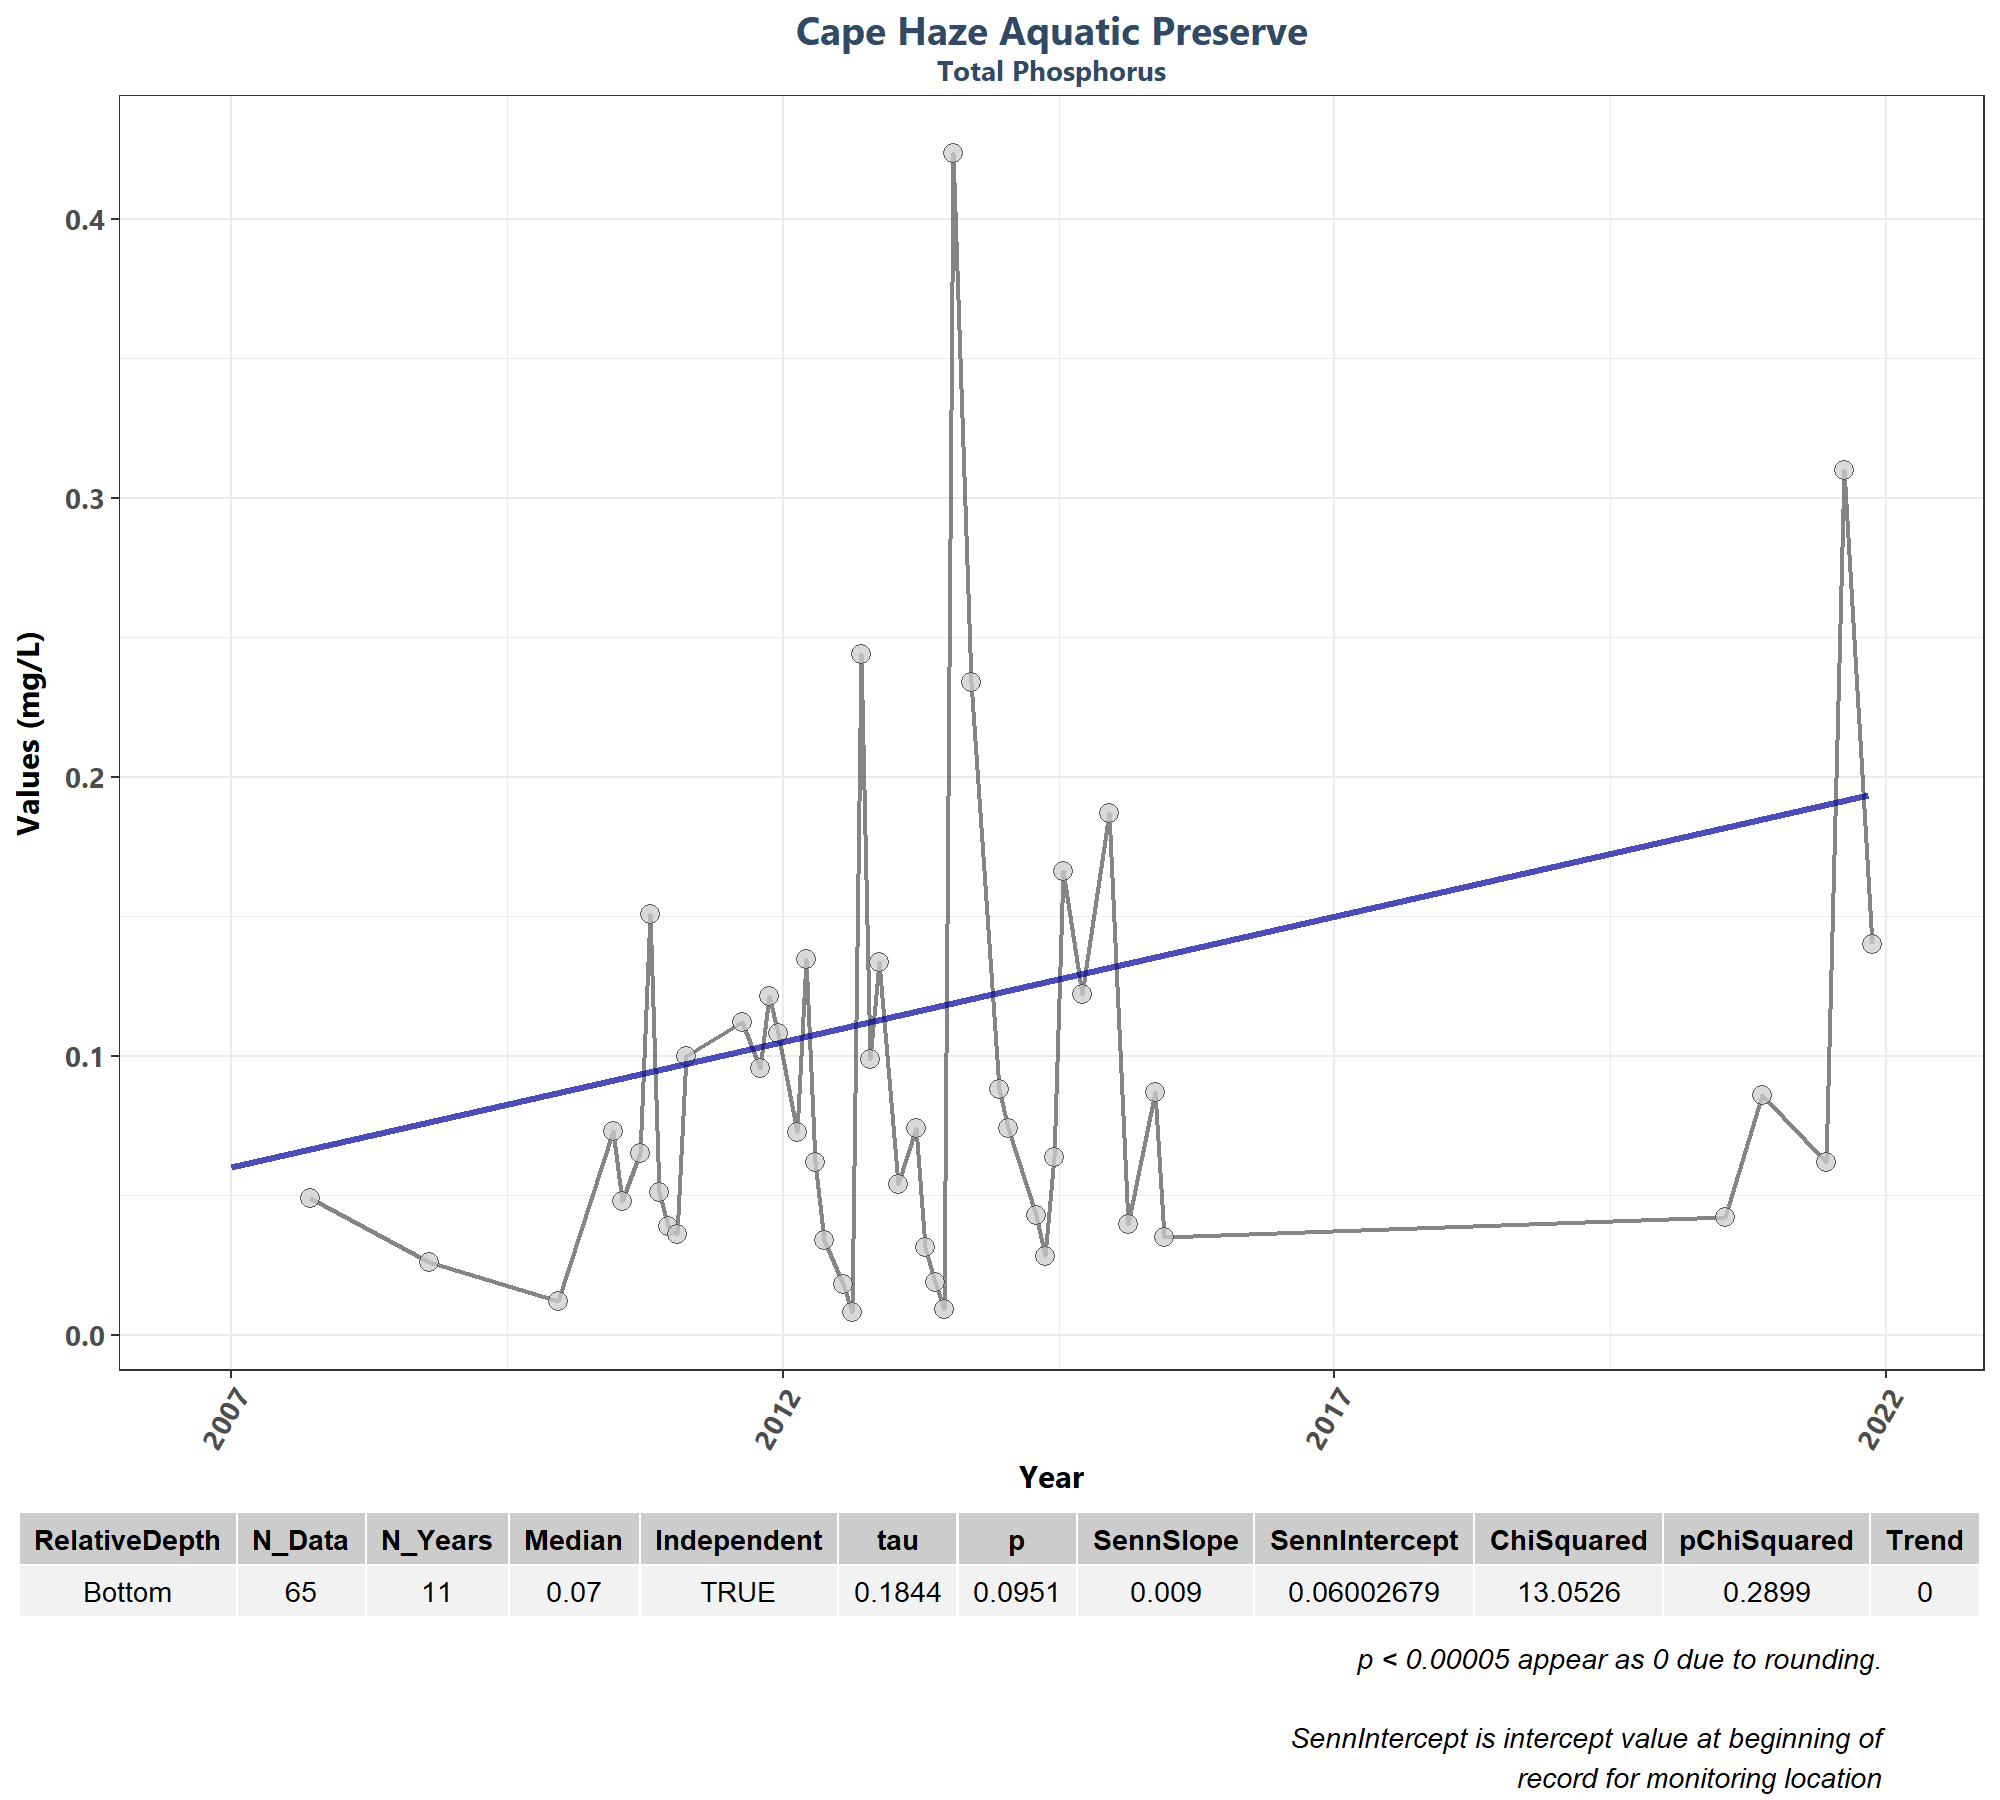 Cape Haze Aquatic Preserve
Total Phosphorus
Values (mg/L)
0.4
0.3
0.2
0.1
0.0
2007 2012 2017 2022
Year
RelativeDepth N_Data N_Years Median Independent tau p SennSlope SennIntercept ChiSquared pChiSquared Trend
Bottom 65 11 0.07 TRUE 0.1844 0.0951 0.009 0.06002679 13.0526 0.2899 0
p < 0.00005 appear as 0 due to rounding.
SennIntercept is intercept value at beginning of
record for monitoring location